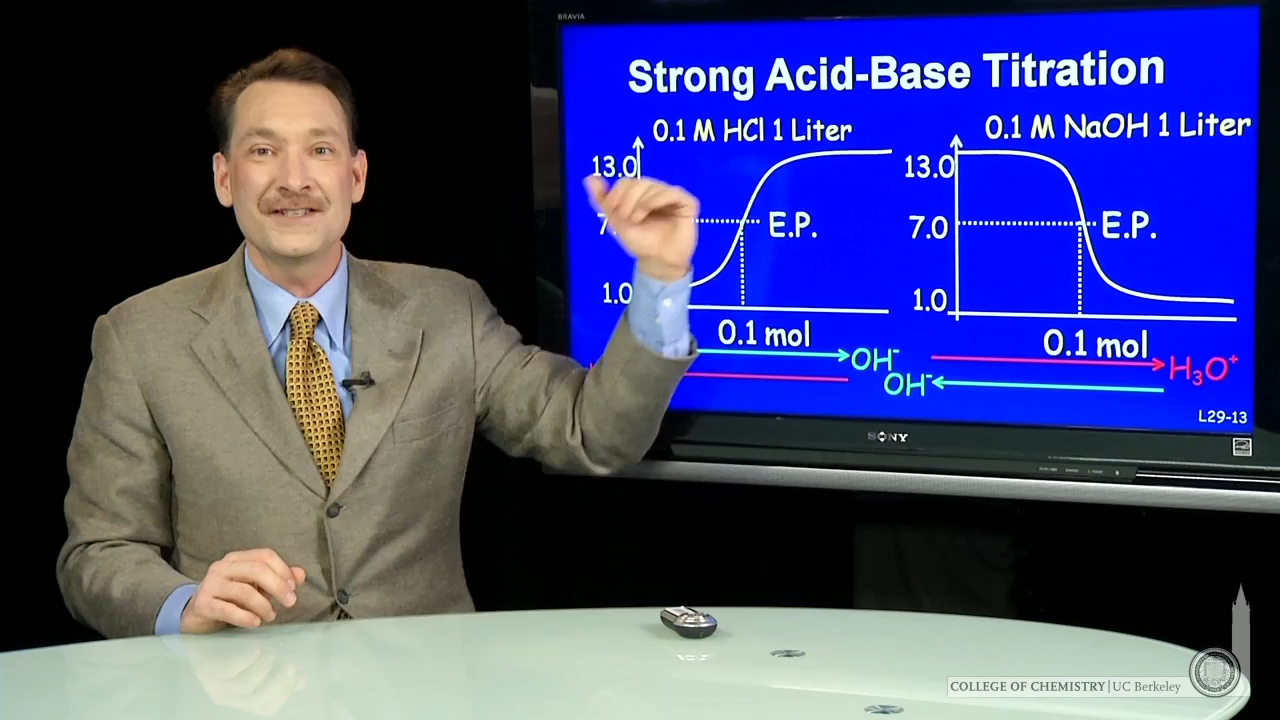 BRAVIA
Strong Acid-Base Titration
0.1 M HCl 1 Liter
13.0
7.
E.P.
1.0
0.1 mol
OH⁻
0.1 M NaOH 1 Liter
13.0
7.0
E.P.
1.0
0.1 mol
H₃O⁺
OH⁻
L29-13
SONY
COLLEGE OF CHEMISTRY | UC Berkeley